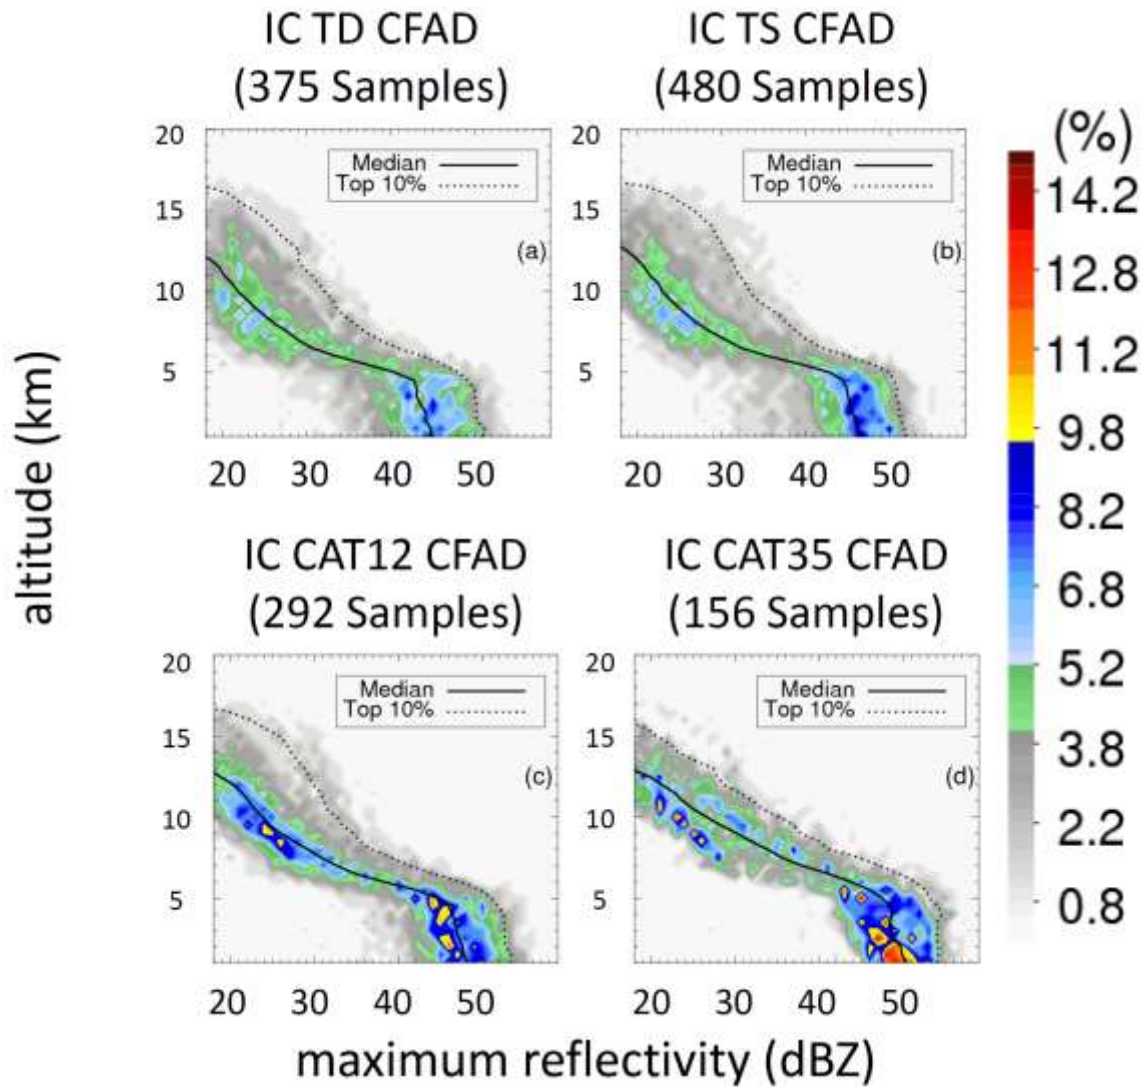 IC TD CFAD
(375 Samples)
IC TS CFAD
(480 Samples)
(%)
20
15
10
5
Median
Top 10%
(a)
20 30 40 50
20
15
10
5
Median
Top 10%
(b)
20 30 40 50
14.2
12.8
11.2
9.8
8.2
6.8
5.2
3.8
2.2
0.8
altitude (km)
IC CAT12 CFAD
(292 Samples)
IC CAT35 CFAD
(156 Samples)
20
15
10
5
Median
Top 10%
(c)
20 30 40 50
20
15
10
5
Median
Top 10%
(d)
20 30 40 50
maximum reflectivity (dBZ)